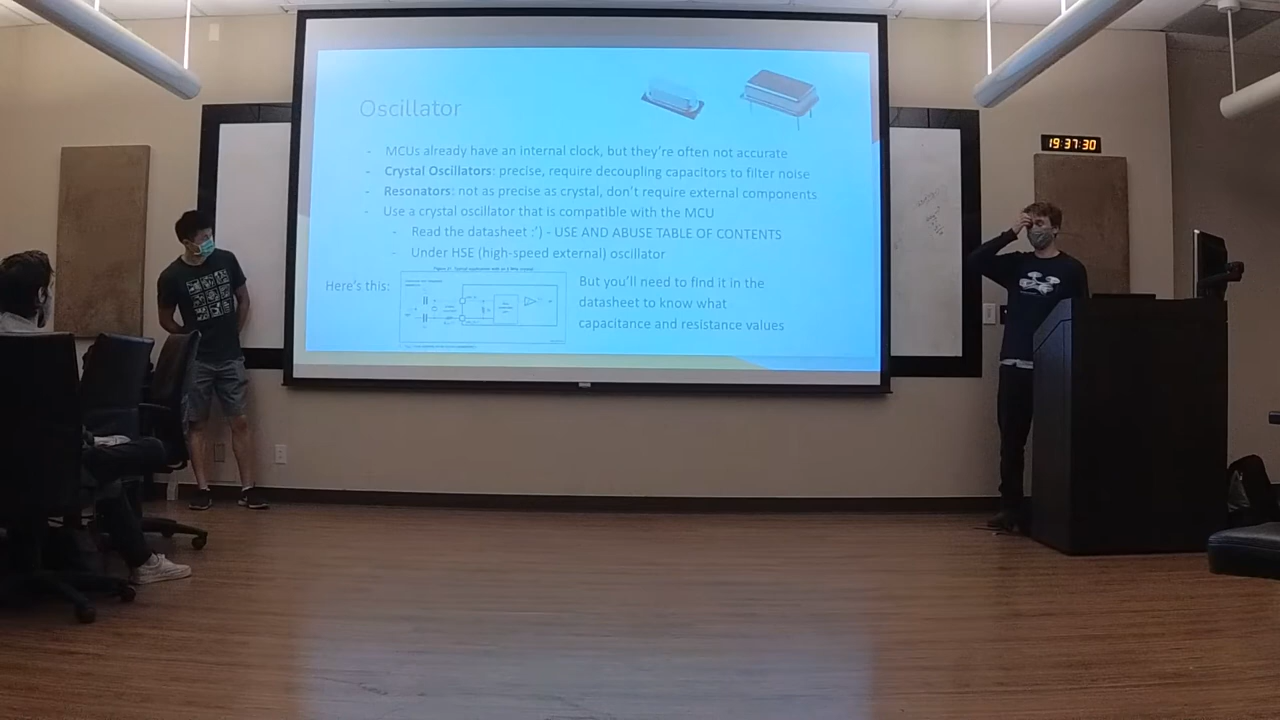 Oscillator
- MCUs already have an internal clock, but they're often not accurate
- Crystal Oscillators: precise, require decoupling capacitors to filter noise
- Resonators: not as precise as crystal, don't require external components
- Use a crystal oscillator that is compatible with the MCU
- Read the datasheet :') - USE AND ABUSE TABLE OF CONTENTS
- Under HSE (high-speed external) oscillator
Here's this:
But you'll need to find it in the
datasheet to know what
capacitance and resistance values
19:37:30